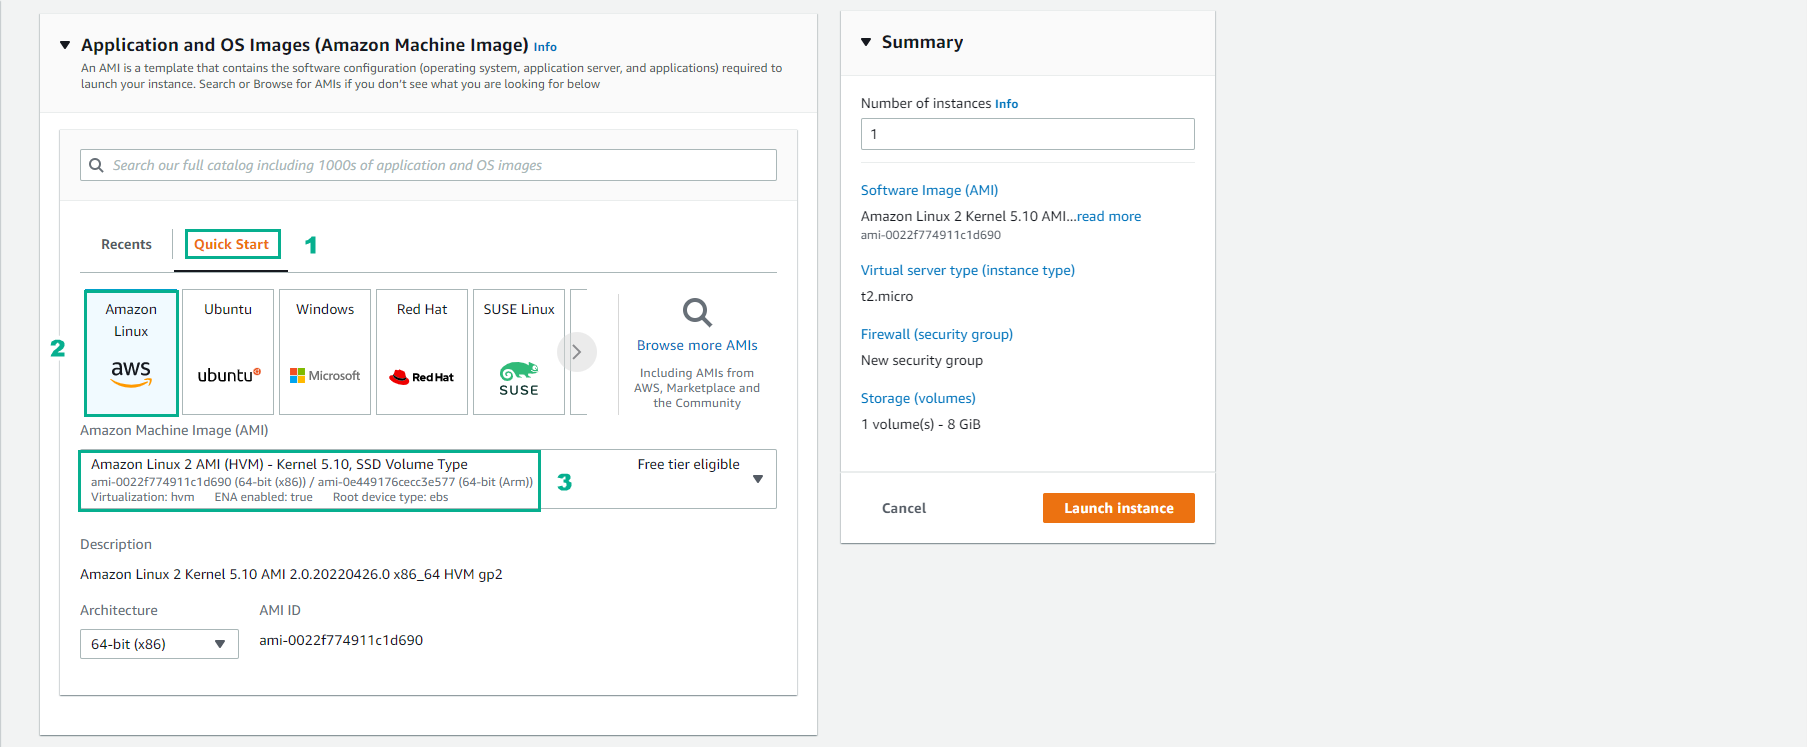 Application and OS Images (Amazon Machine Image) Info
An AMI is a template that contains the software configuration (operating system, application server, and applications) required to
launch your instance. Search or Browse for AMIs if you don't see what you are looking for below
Search our full catalog including 1000s of application and OS images
Recents
Quick Start
1
2
Amazon
Linux
aws
Ubuntu
ubuntu
Windows
Microsoft
Red Hat
Red Hat
SUSE Linux
SUSE
Browse more AMIs
Including AMIs from
AWS, Marketplace and
the Community
Amazon Machine Image (AMI)
Amazon Linux 2 AMI (HVM) - Kernel 5.10, SSD Volume Type
ami-0022f774911c1d690 (64-bit (x86)) / ami-0e449176cecc3e577 (64-bit (Arm))
Virtualization: hvm ENA enabled: true Root device type: ebs
3
Free tier eligible
Description
Amazon Linux 2 Kernel 5.10 AMI 2.0.20220426.0 x86_64 HVM gp2
Architecture
64-bit (x86)
AMI ID
ami-0022f774911c1d690
Summary
Number of instances Info
1
Software Image (AMI)
Amazon Linux 2 Kernel 5.10 AMI...read more
ami-0022f774911c1d690
Virtual server type (instance type)
t2.micro
Firewall (security group)
New security group
Storage (volumes)
1 volume(s) - 8 GiB
Cancel
Launch instance